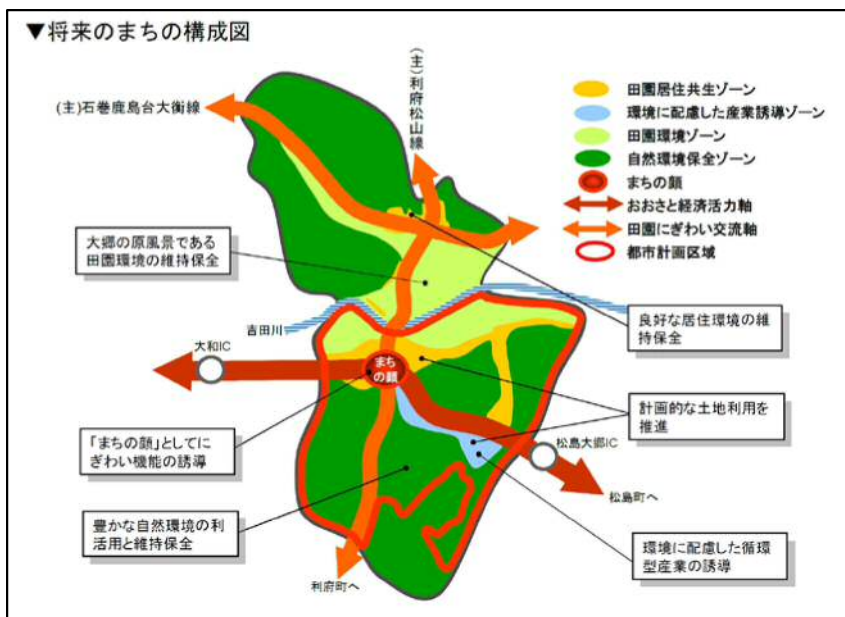 ▼将来のまちの構成図
(主)石巻鹿島台大衡線
(主)利府松山線
田園居住共生ゾーン
環境に配慮した産業誘導ゾーン
田園環境ゾーン
自然環境保全ゾーン
まちの顔
おおさと経済活力軸
田園にぎわい交流軸
都市計画区域
大郷の原風景である
田園環境の維持保全
吉田川
良好な居住環境の維
持保全
大和IC
まち
の顔
計画的な土地利用を
推進
「まちの顔」としてに
ぎわい機能の誘導
松島大郷IC
松島町へ
豊かな自然環境の利
活用と維持保全
環境に配慮した循環
型産業の誘導
利府町へ